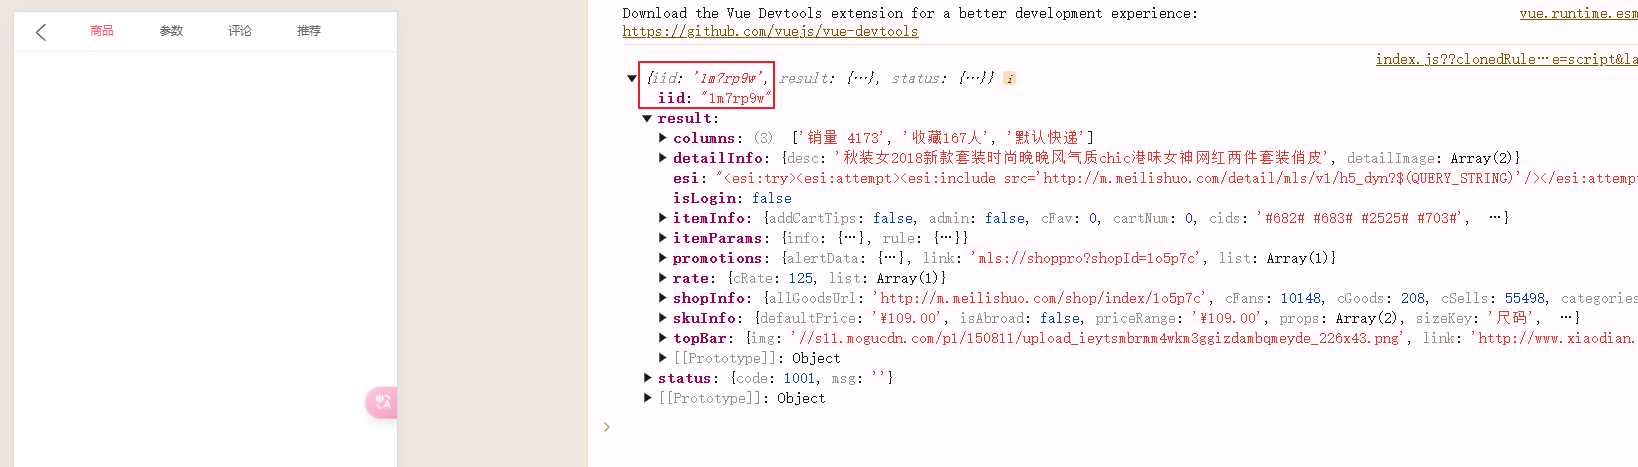 商品 参数 评论 推荐
Download the Vue Devtools extension for a better development experience:
vue.runtime.esm
https://github.com/vuejs/vue-devtools
index.js??clonedRule…e=script&la
{iid: '1m7rp9w', result: {…}, status: {…}} i
iid: "1m7rp9w"
result:
columns: (3) ['销量 4173', '收藏167人', '默认快递']
detailInfo: {desc: '秋装女2018新款套装时尚晚晚风气质chic港味女神网红两件套装俏皮', detailImage: Array(2)}
esi: "<esi:try><esi:attempt><esi:include src='http://m.meilishuo.com/detail/mls/v1/h5_dyn?$(QUERY_STRING)'/></esi:attempt
isLogin: false
itemInfo: {addCartTips: false, admin: false, cFav: 0, cartNum: 0, cids: '#682# #683# #2525# #703#', …}
itemParams: {info: {…}, rule: {…}}
promotions: {alertData: {…}, link: 'mls://shoppro?shopId=1o5p7c', list: Array(1)}
rate: {cRate: 125, list: Array(1)}
shopInfo: {allGoodsUrl: 'http://m.meilishuo.com/shop/index/1o5p7c', cFans: 10148, cGoods: 208, cSells: 55498, categories
skuInfo: {defaultPrice: '¥109.00', isAbroad: false, priceRange: '¥109.00', props: Array(2), sizeKey: '尺码', …}
topBar: {img: '//s11.mogucdn.com/p1/150811/upload_ieytsmbrmm4wkm3ggizdambqmeyde_226x43.png', link: 'http://www.xiaodian.
[[Prototype]]: Object
status: {code: 1001, msg: ''}
[[Prototype]]: Object